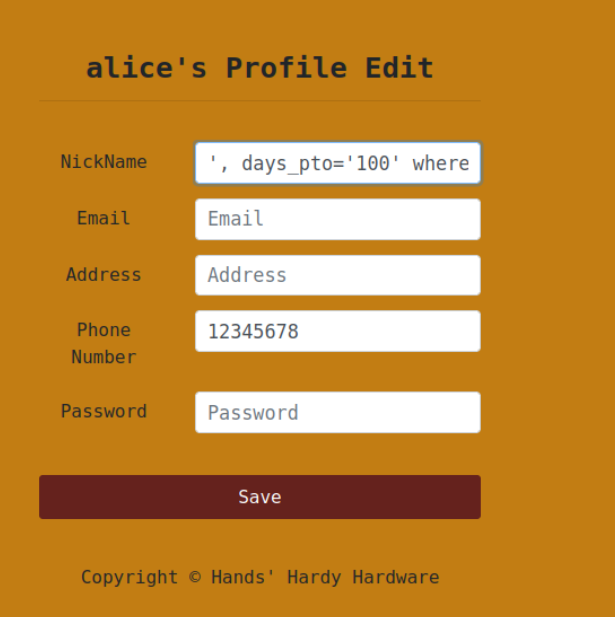 alice's Profile Edit
NickName
', days_pto='100' where
Email
Email
Address
Address
Phone
Number
12345678
Password
Password
Save
Copyright © Hands' Hardy Hardware